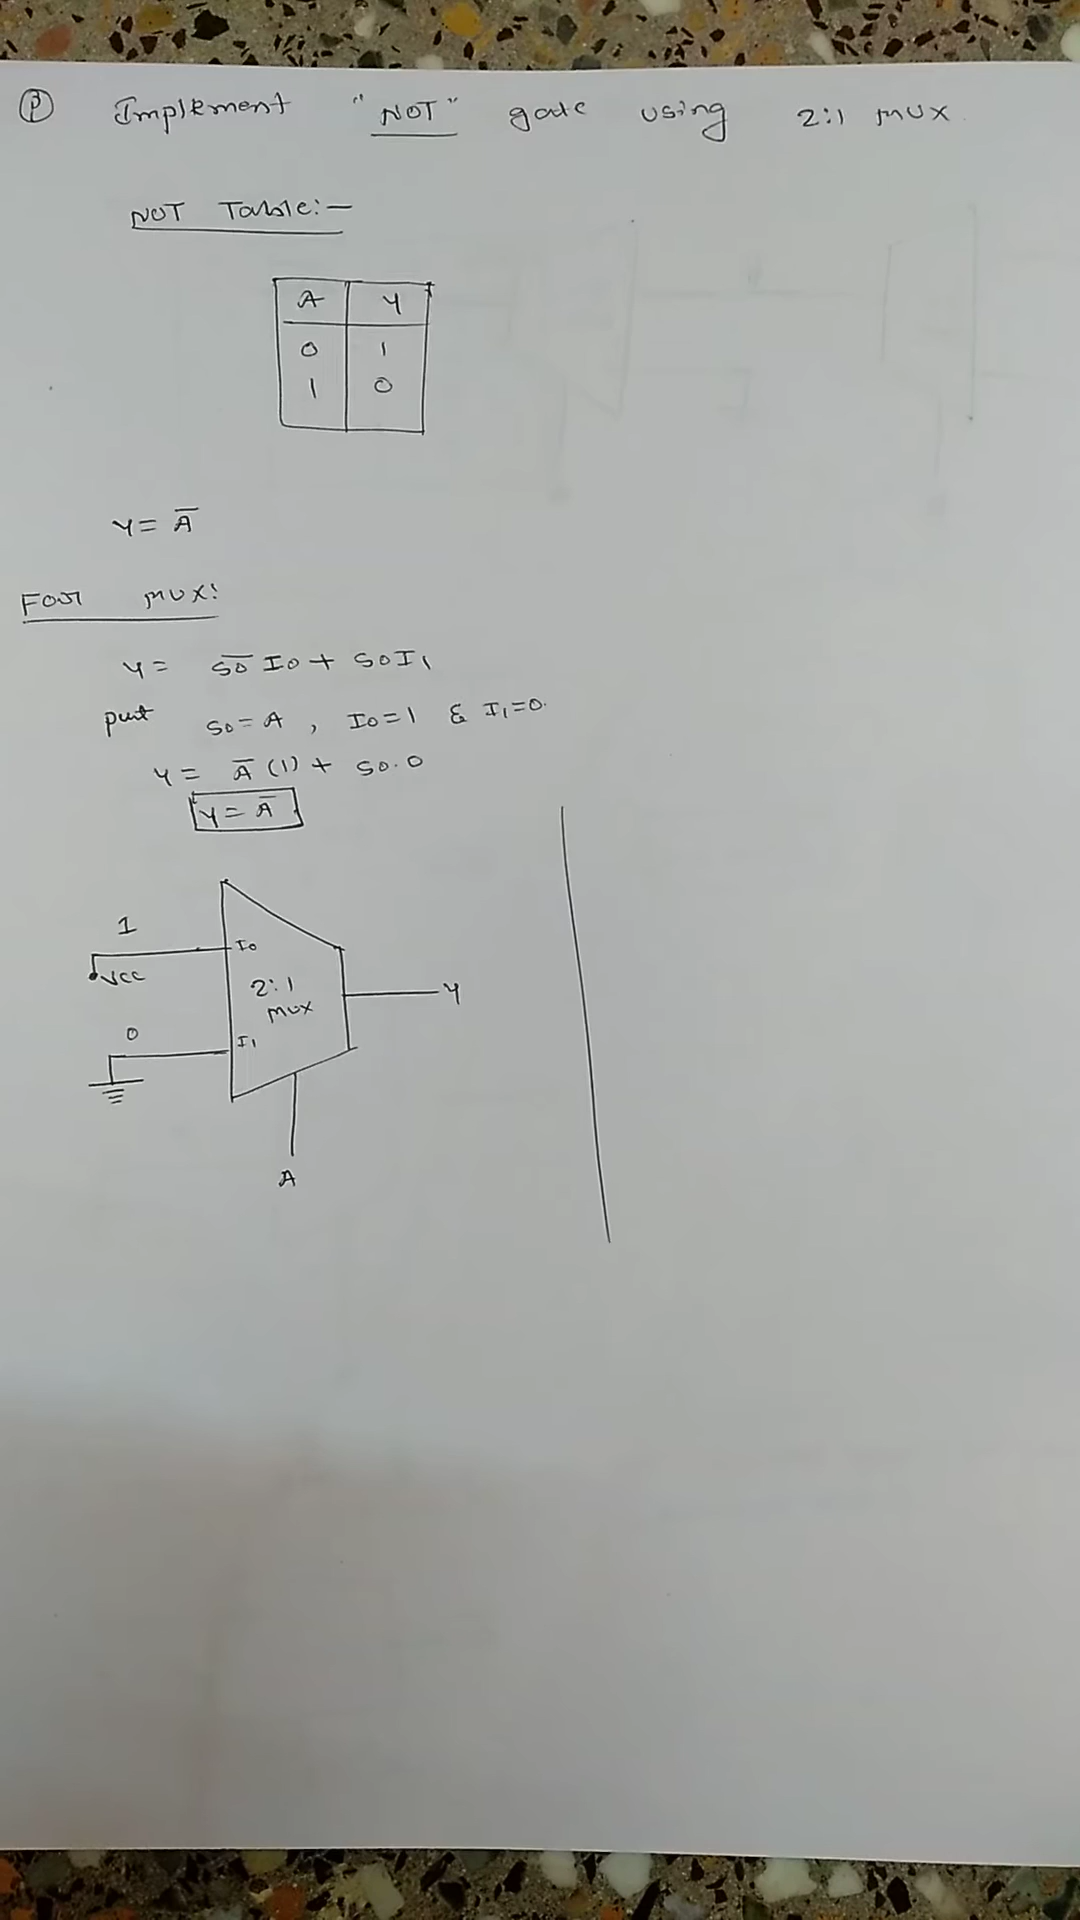 P Implement "NOT" gate using 2:1 MUX
NOT Table:-
A Y
0 1
1 0
Y = A̅
For MUX:
Y = S̅0̅ I0 + S0 I1
put S0 = A , I0 = 1 & I1 = 0.
Y = A̅ (1) + S0.0
Y = A̅
1
I0
VCC
2:1
MUX
Y
0
I1
A